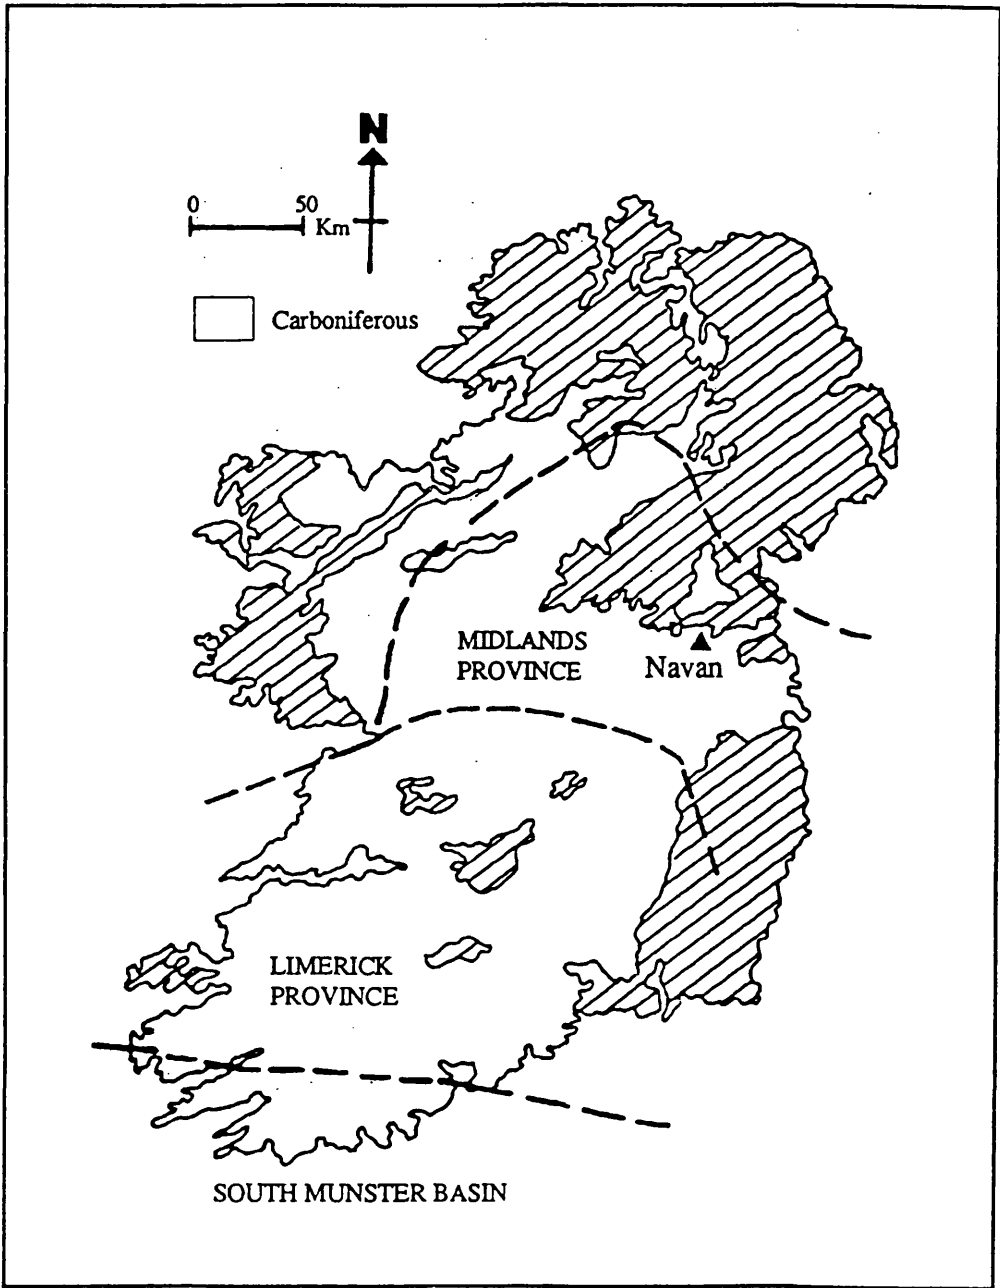 N
0 50
Km
Carboniferous
MIDLANDS
PROVINCE
Navan
LIMERICK
PROVINCE
SOUTH MUNSTER BASIN